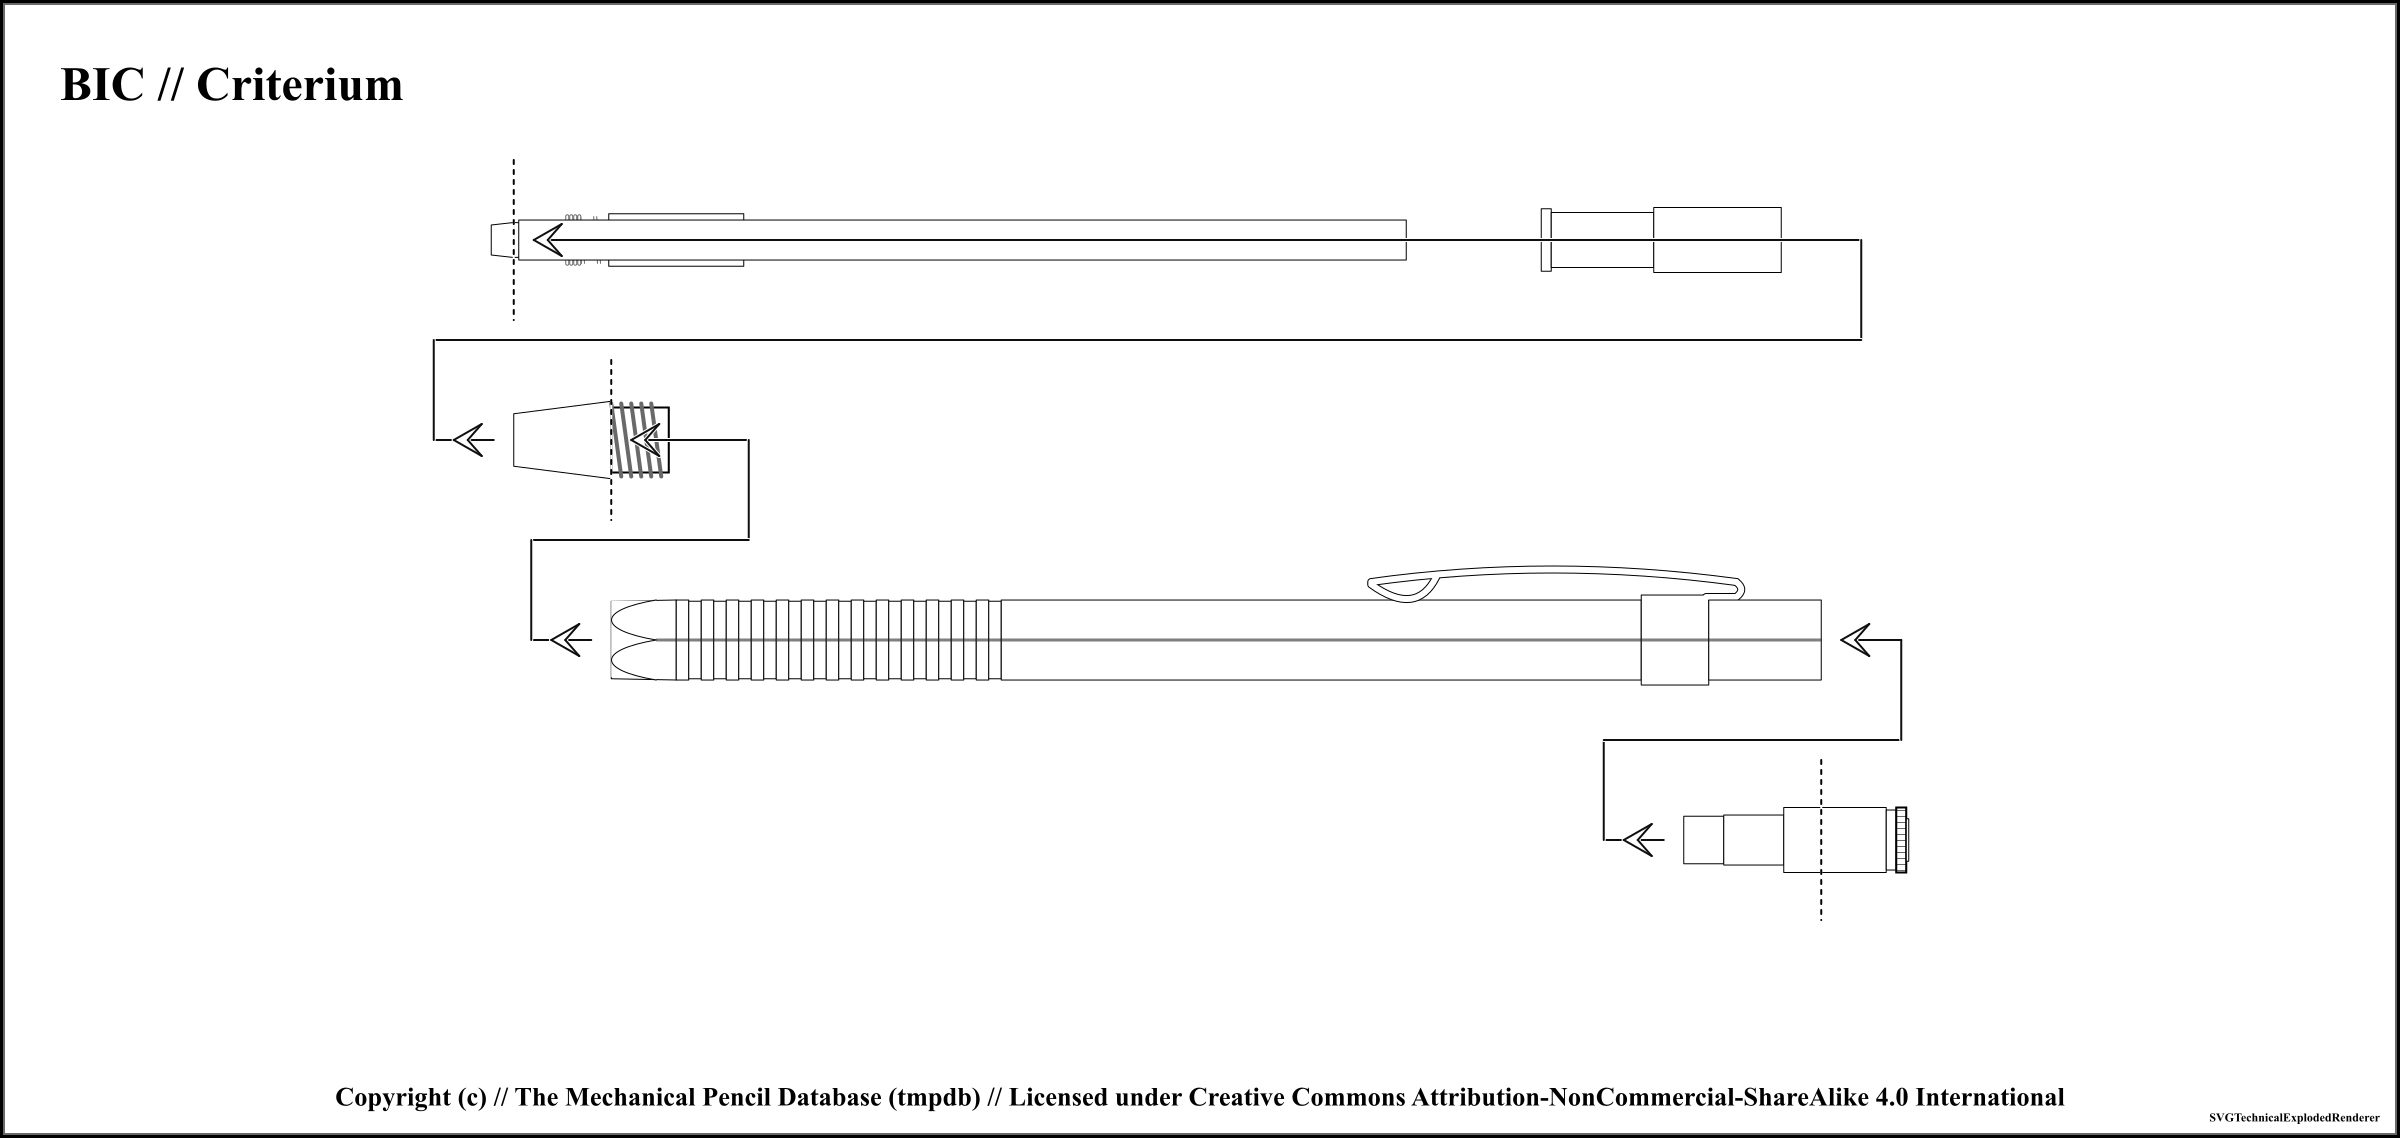 BIC // Criterium
Copyright (c) // The Mechanical Pencil Database (tmpdb) // Licensed under Creative Commons Attribution-NonCommercial-ShareAlike 4.0 International
SVGTechnicalExplodedRenderer